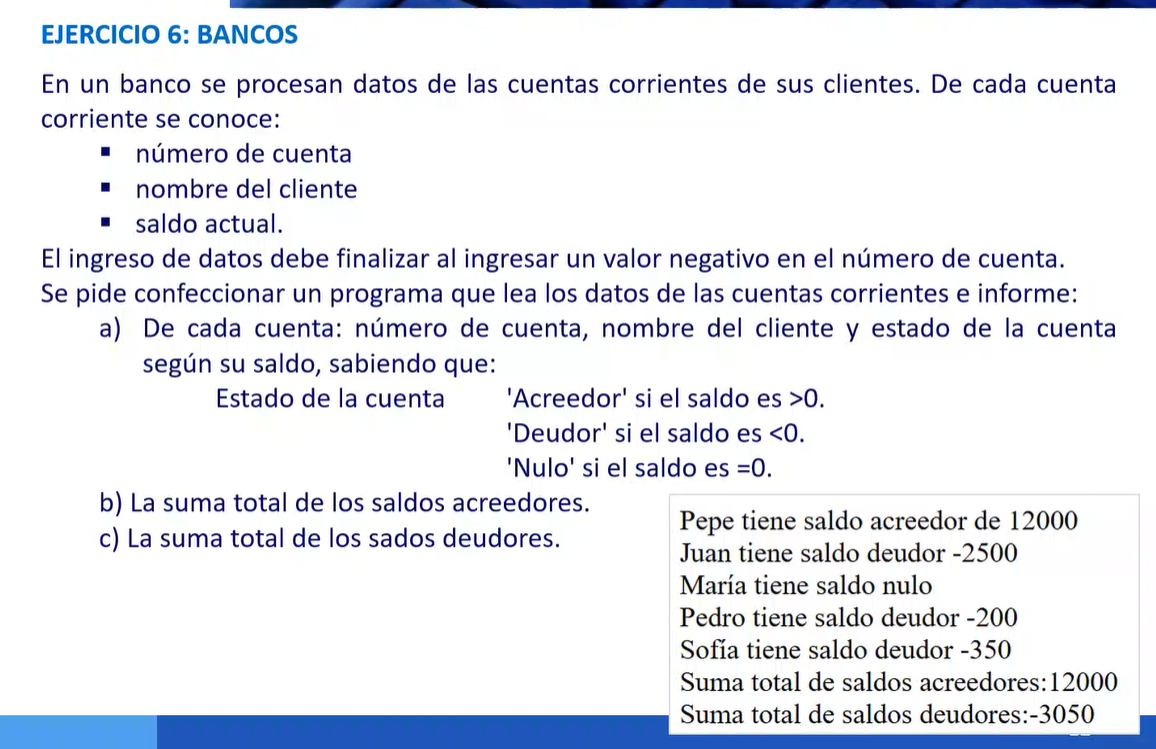 EJERCICIO 6: BANCOS
En un banco se procesan datos de las cuentas corrientes de sus clientes. De cada cuenta
corriente se conoce:
▪ número de cuenta
▪ nombre del cliente
▪ saldo actual.
El ingreso de datos debe finalizar al ingresar un valor negativo en el número de cuenta.
Se pide confeccionar un programa que lea los datos de las cuentas corrientes e informe:
a) De cada cuenta: número de cuenta, nombre del cliente y estado de la cuenta
según su saldo, sabiendo que:
Estado de la cuenta 'Acreedor' si el saldo es >0.
'Deudor' si el saldo es <0.
'Nulo' si el saldo es =0.
b) La suma total de los saldos acreedores.
c) La suma total de los sados deudores.
Pepe tiene saldo acreedor de 12000
Juan tiene saldo deudor -2500
María tiene saldo nulo
Pedro tiene saldo deudor -200
Sofía tiene saldo deudor -350
Suma total de saldos acreedores:12000
Suma total de saldos deudores:-3050